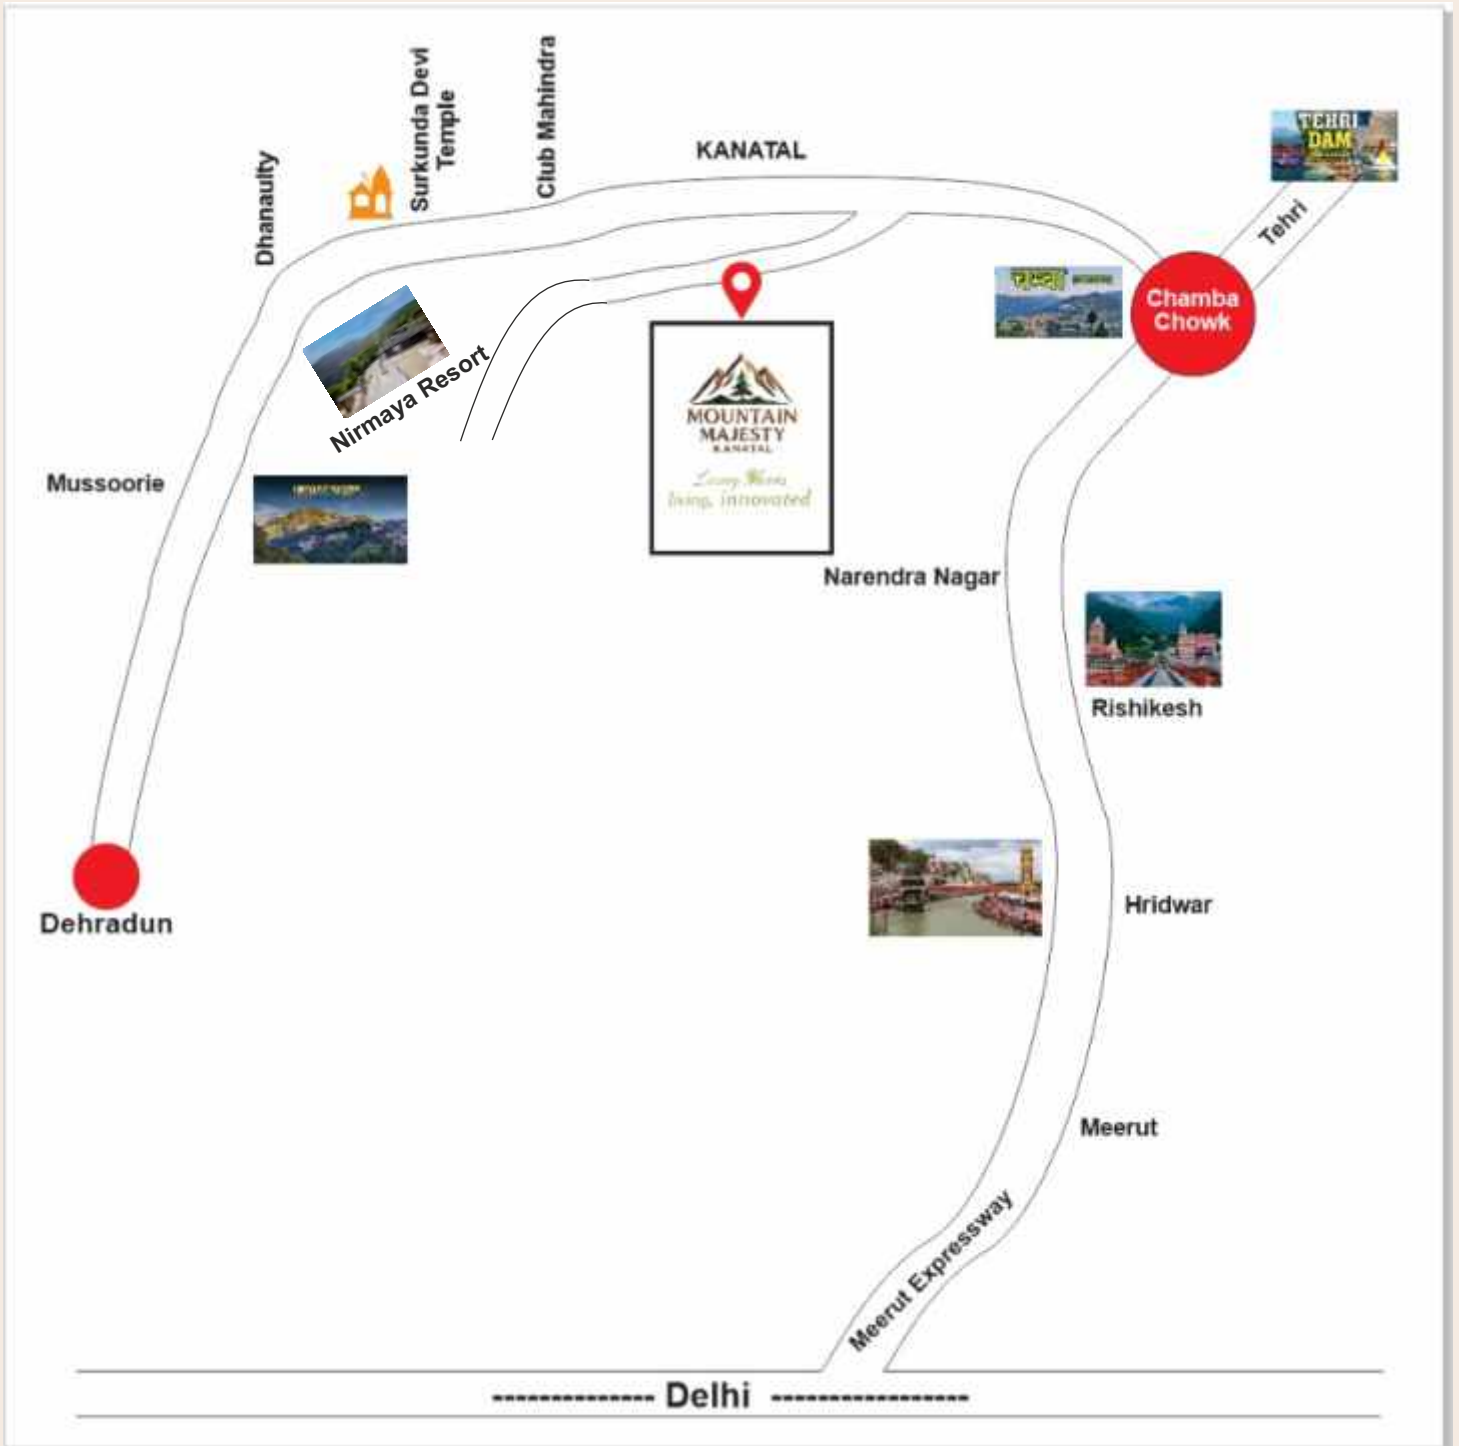 Surkunda Devi
Temple
Club Mahindra
KANATAL
TEHRI
DAM
Dhanaulty
Tehri
Chamba
Chowk
Nirmaya Resort
MOUNTAIN
MAJESTY
KANATAL
living, innovated
Mussoorie
Narendra Nagar
Rishikesh
Hridwar
Dehradun
Meerut
Meerut Expressway
-------------- Delhi -----------------